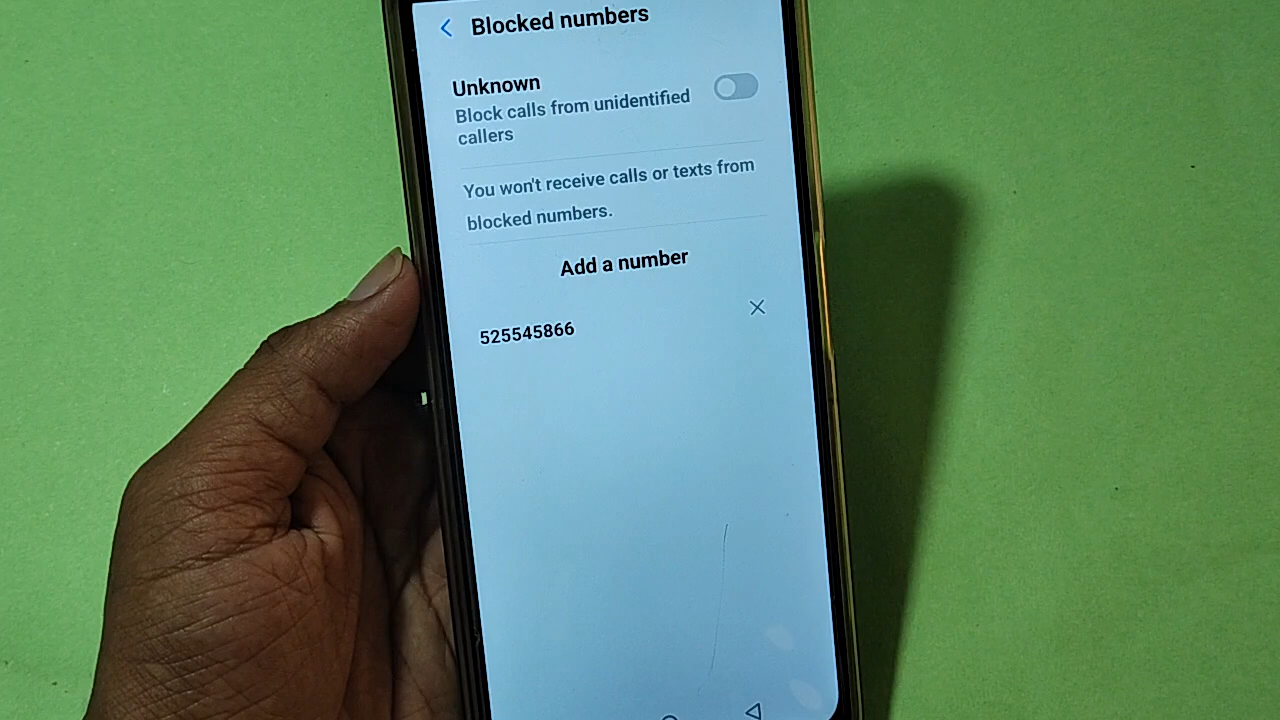 Blocked numbers
Unknown
Block calls from unidentified
callers
You won't receive calls or texts from
blocked numbers.
Add a number
525545866